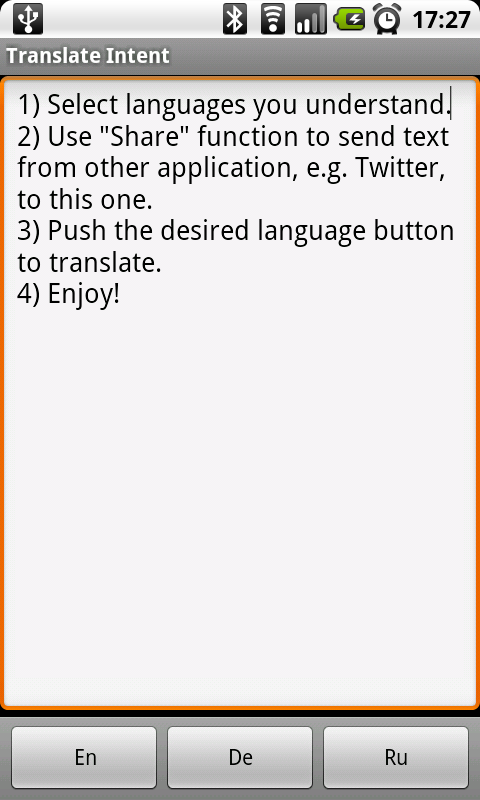 17:27
Translate Intent
1) Select languages you understand.
2) Use "Share" function to send text
from other application, e.g. Twitter,
to this one.
3) Push the desired language button
to translate.
4) Enjoy!
En
De
Ru